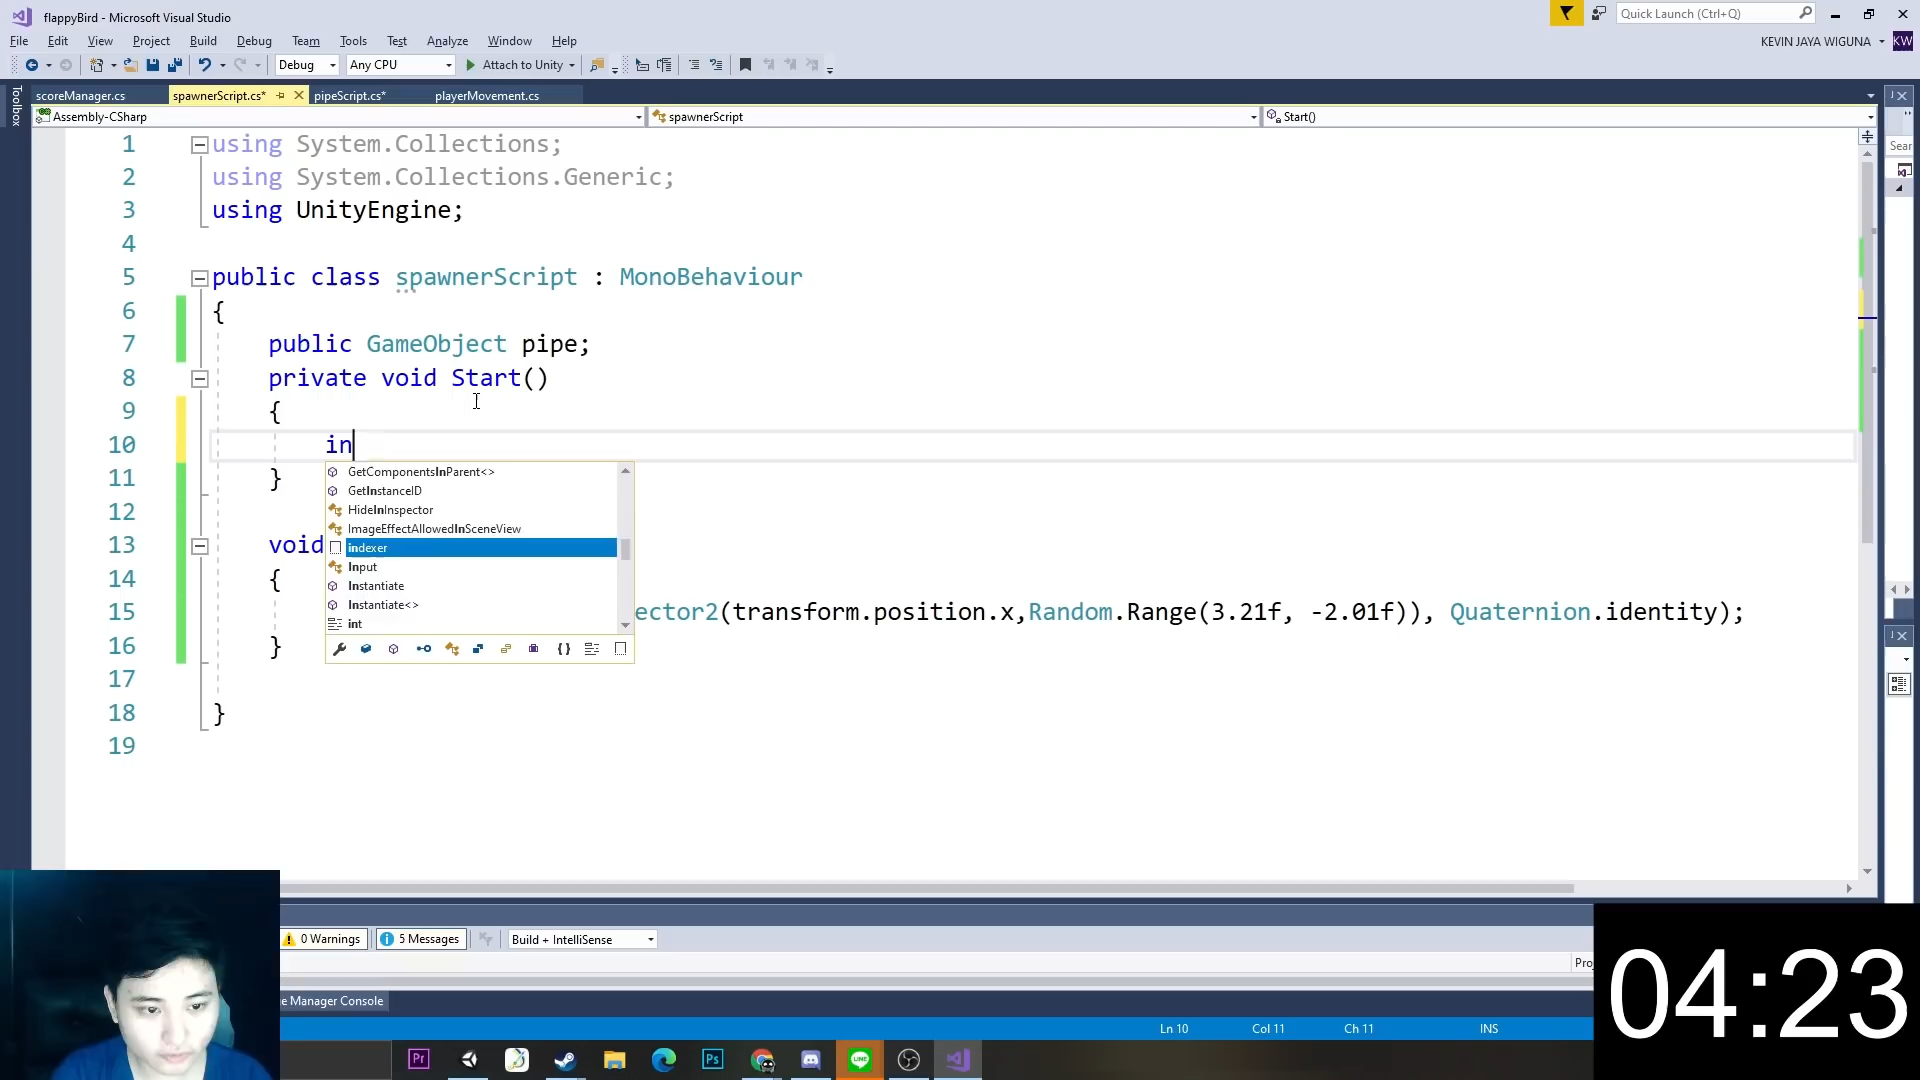 flappyBird - Microsoft Visual Studio
Quick Launch (Ctrl+Q)
File Edit View Project Build Debug Team Tools Test Analyze Window Help
KEVIN JAYA WIGUNA KW
Debug Any CPU Attach to Unity
Toolbox
scoreManager.cs spawnerScript.cs* pipeScript.cs* playerMovement.cs
Assembly-CSharp spawnerScript Start()
Sear
1 using System.Collections;
2 using System.Collections.Generic;
3 using UnityEngine;
4
5 public class spawnerScript : MonoBehaviour
6 {
7 public GameObject pipe;
8 private void Start()
9 {
10 in
11 }
12
13 void
14 {
15 ector2(transform.position.x,Random.Range(3.21f, -2.01f)), Quaternion.identity);
16 }
17
18 }
19
GetComponentsInParent<>
GetInstanceID
HideInInspector
ImageEffectAllowedInSceneView
indexer
Input
Instantiate
Instantiate<>
int
0 Warnings 5 Messages Build + IntelliSense
Proj
e Manager Console
Ln 10 Col 11 Ch 11 INS
04:23
Pr Ps LINE